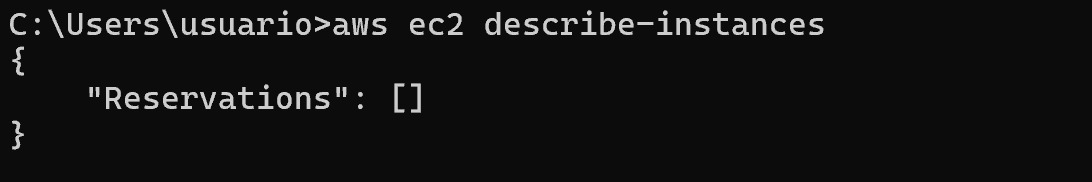 C:\Users\usuario>aws ec2 describe-instances
{
    "Reservations": []
}